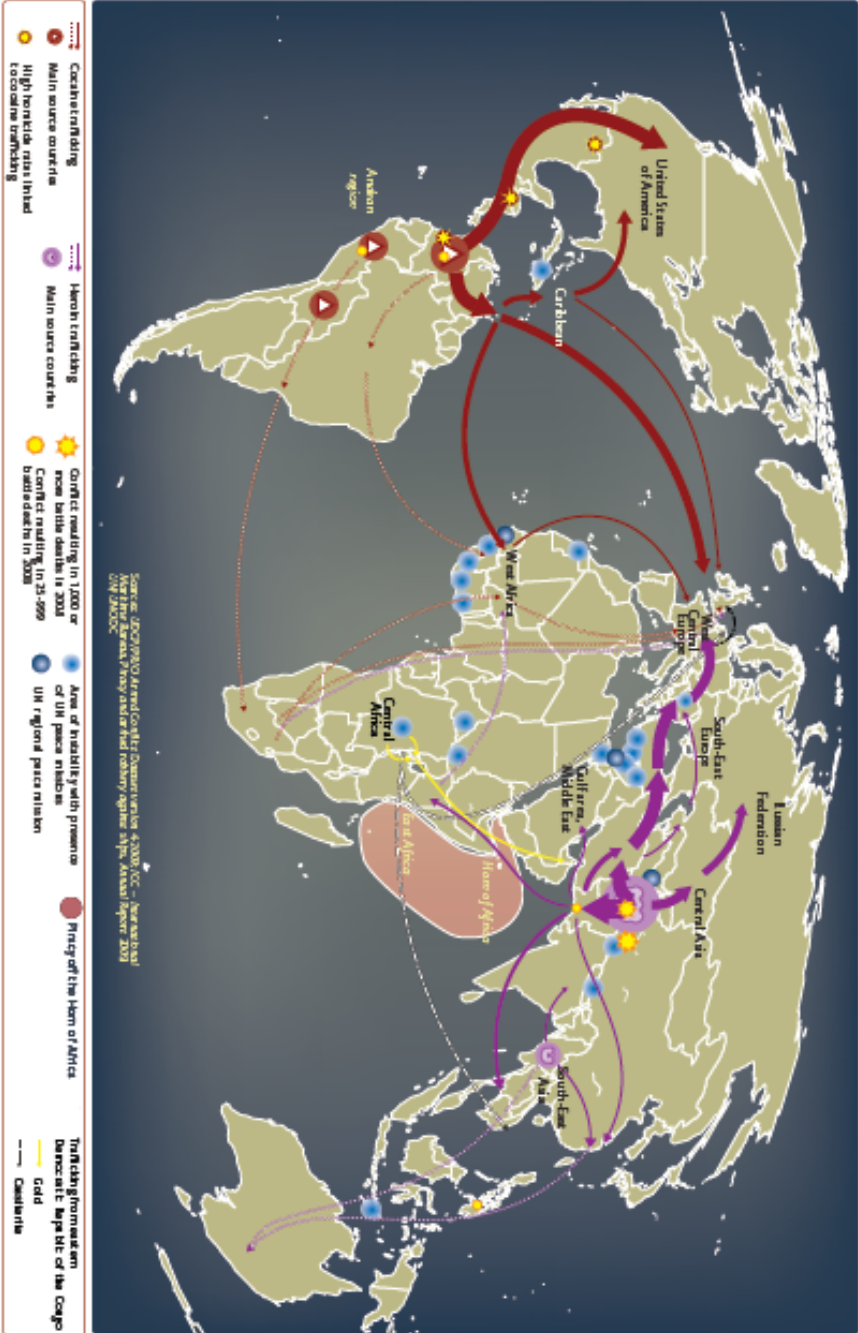 United States
of America
Caribbean
Andean
region
West Africa
West
Central
Europe
South-East
Europe
Russian
Federation
Central Asia
Gulf area,
Middle East
Central
Africa
East Africa
Horn of Africa
South-East
Asia
Sources: UCDP/PRIO Armed Conflict Dataset version 4-2009; ICC – International
Maritime Bureau, Piracy and armed robbery against ships, Annual Report 2009;
UNODC
Cocaine trafficking
Main source countries
High homicide rates linked
to cocaine trafficking
Heroin trafficking
Main source countries
Conflict resulting in 1,000 or
more battle deaths in 2008
Conflict resulting in 25-999
battle deaths in 2008
Area of instability with presence
of UN peace missions
UN regional peace mission
Piracy off the Horn of Africa
Trafficking from eastern
Democratic Republic of the Congo
Gold
Cassiterite